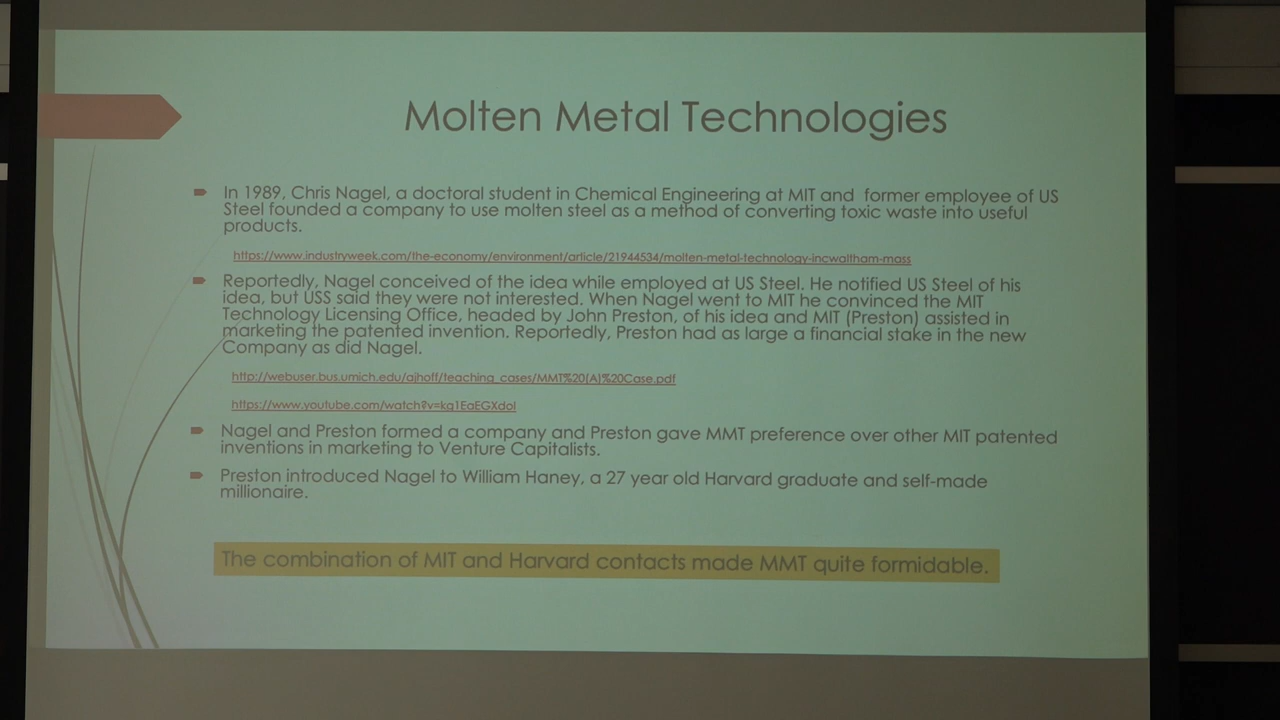 Molten Metal Technologies
In 1989, Chris Nagel, a doctoral student in Chemical Engineering at MIT and former employee of US
Steel founded a company to use molten steel as a method of converting toxic waste into useful
products.
https://www.industryweek.com/the-economy/environment/article/21944534/molten-metal-technology-incwaltham-mass
Reportedly, Nagel conceived of the idea while employed at US Steel. He notified US Steel of his
idea, but USS said they were not interested. When Nagel went to MIT he convinced the MIT
Technology Licensing Office, headed by John Preston, of his idea and MIT (Preston) assisted in
marketing the patented invention. Reportedly, Preston had as large a financial stake in the new
Company as did Nagel.
http://webuser.bus.umich.edu/ajhoff/teaching_cases/MMT%20(A)%20Case.pdf
https://www.youtube.com/watch?v=kg1EaEGXdoI
Nagel and Preston formed a company and Preston gave MMT preference over other MIT patented
inventions in marketing to Venture Capitalists.
Preston introduced Nagel to William Haney, a 27 year old Harvard graduate and self-made
millionaire.
The combination of MIT and Harvard contacts made MMT quite formidable.